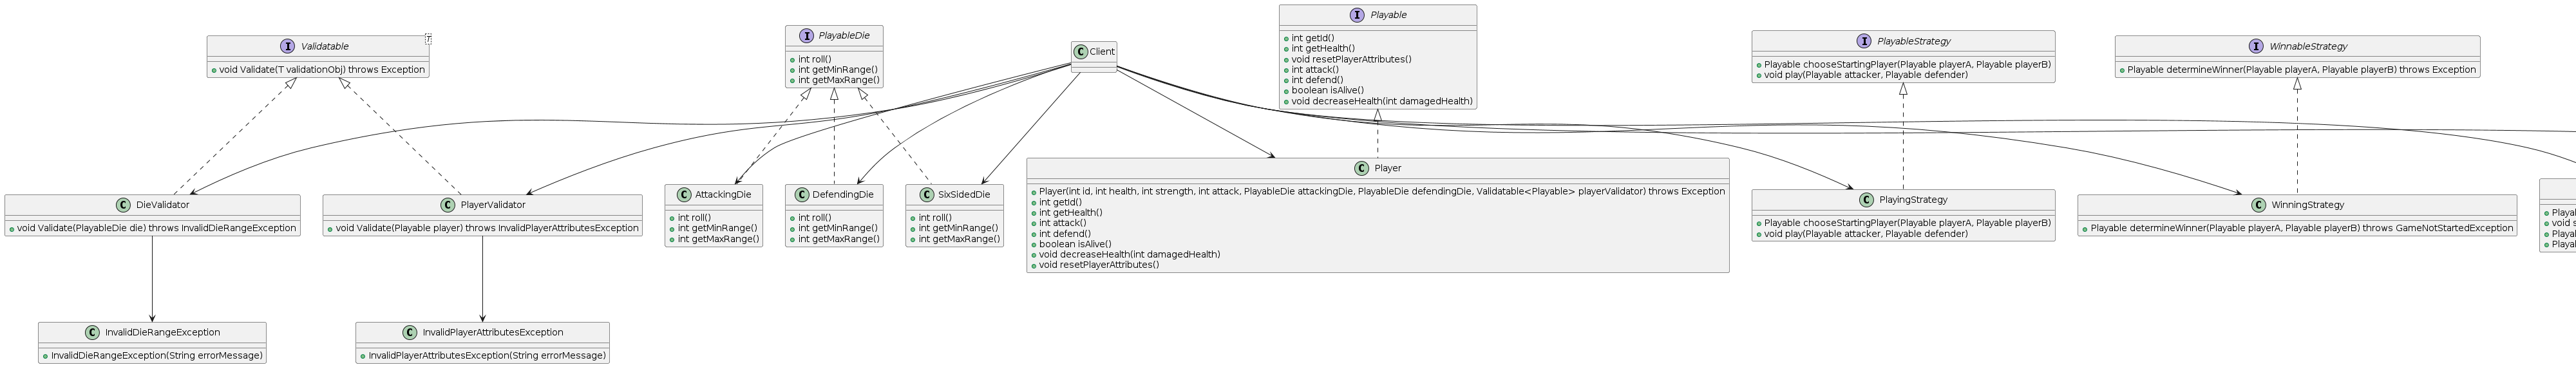 I Validatable
T
void Validate(T validationObj) throws Exception
I PlayableDie
int roll()
int getMinRange()
int getMaxRange()
C Client
I Playable
int getId()
int getHealth()
void resetPlayerAttributes()
int attack()
int defend()
boolean isAlive()
void decreaseHealth(int damagedHealth)
I PlayableStrategy
Playable chooseStartingPlayer(Playable playerA, Playable playerB)
void play(Playable attacker, Playable defender)
I WinnableStrategy
Playable determineWinner(Playable playerA, Playable playerB) throws Exception
C DieValidator
void Validate(PlayableDie die) throws InvalidDieRangeException
C PlayerValidator
void Validate(Playable player) throws InvalidPlayerAttributesException
C AttackingDie
int roll()
int getMinRange()
int getMaxRange()
C DefendingDie
int roll()
int getMinRange()
int getMaxRange()
C SixSidedDie
int roll()
int getMinRange()
int getMaxRange()
C Player
Player(int id, int health, int strength, int attack, PlayableDie attackingDie, PlayableDie defendingDie, Validatable<Playable> playerValidator) throws Exception
int getId()
int getHealth()
int attack()
int defend()
boolean isAlive()
void decreaseHealth(int damagedHealth)
void resetPlayerAttributes()
C PlayingStrategy
Playable chooseStartingPlayer(Playable playerA, Playable playerB)
void play(Playable attacker, Playable defender)
C WinningStrategy
Playable determineWinner(Playable playerA, Playable playerB) throws GameNotStartedException
void s
C InvalidDieRangeException
InvalidDieRangeException(String errorMessage)
C InvalidPlayerAttributesException
InvalidPlayerAttributesException(String errorMessage)